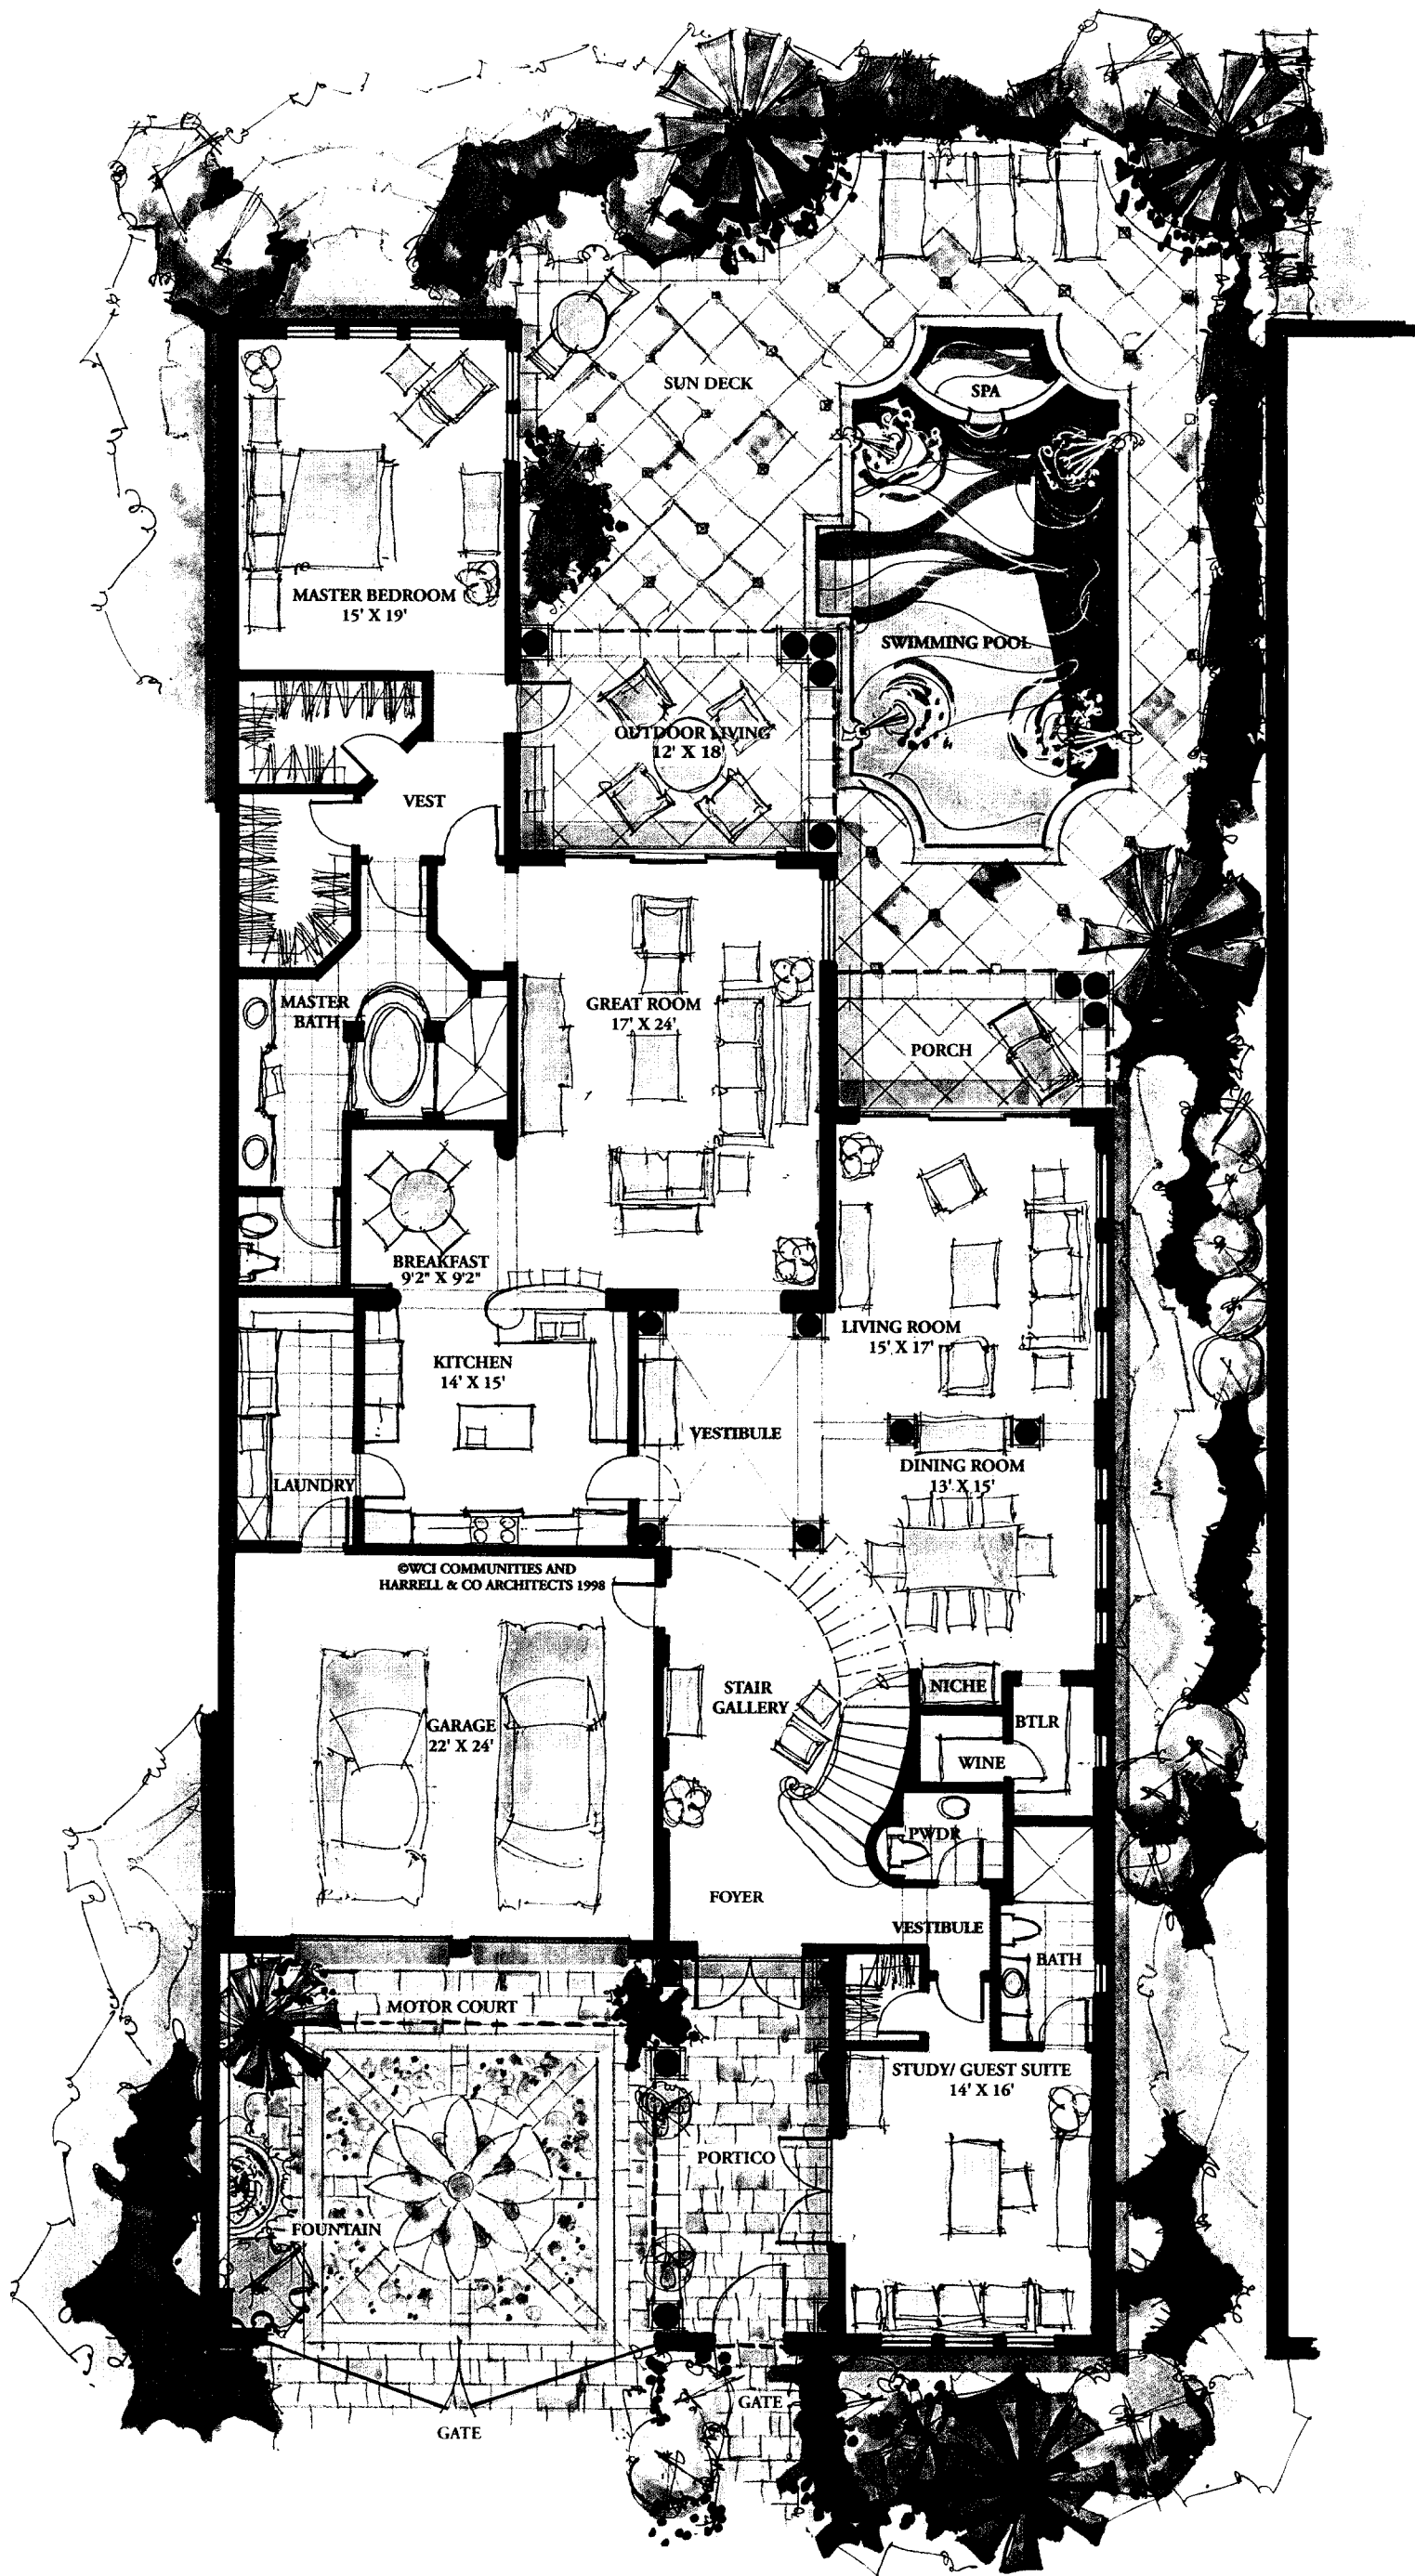 SUN DECK
SPA
MASTER BEDROOM
15' X 19'
SWIMMING POOL
OUTDOOR LIVING
12' X 18'
VEST
MASTER
BATH
GREAT ROOM
17' X 24'
PORCH
BREAKFAST
9'2" X 9'2"
LIVING ROOM
15' X 17'
KITCHEN
14' X 15'
VESTIBULE
DINING ROOM
13' X 15'
LAUNDRY
©WCI COMMUNITIES AND
HARRELL & CO ARCHITECTS 1998
STAIR
GALLERY
NICHE
BTLR
GARAGE
22' X 24'
WINE
PWDR
FOYER
VESTIBULE
BATH
MOTOR COURT
STUDY/ GUEST SUITE
14' X 16'
PORTICO
FOUNTAIN
GATE
GATE